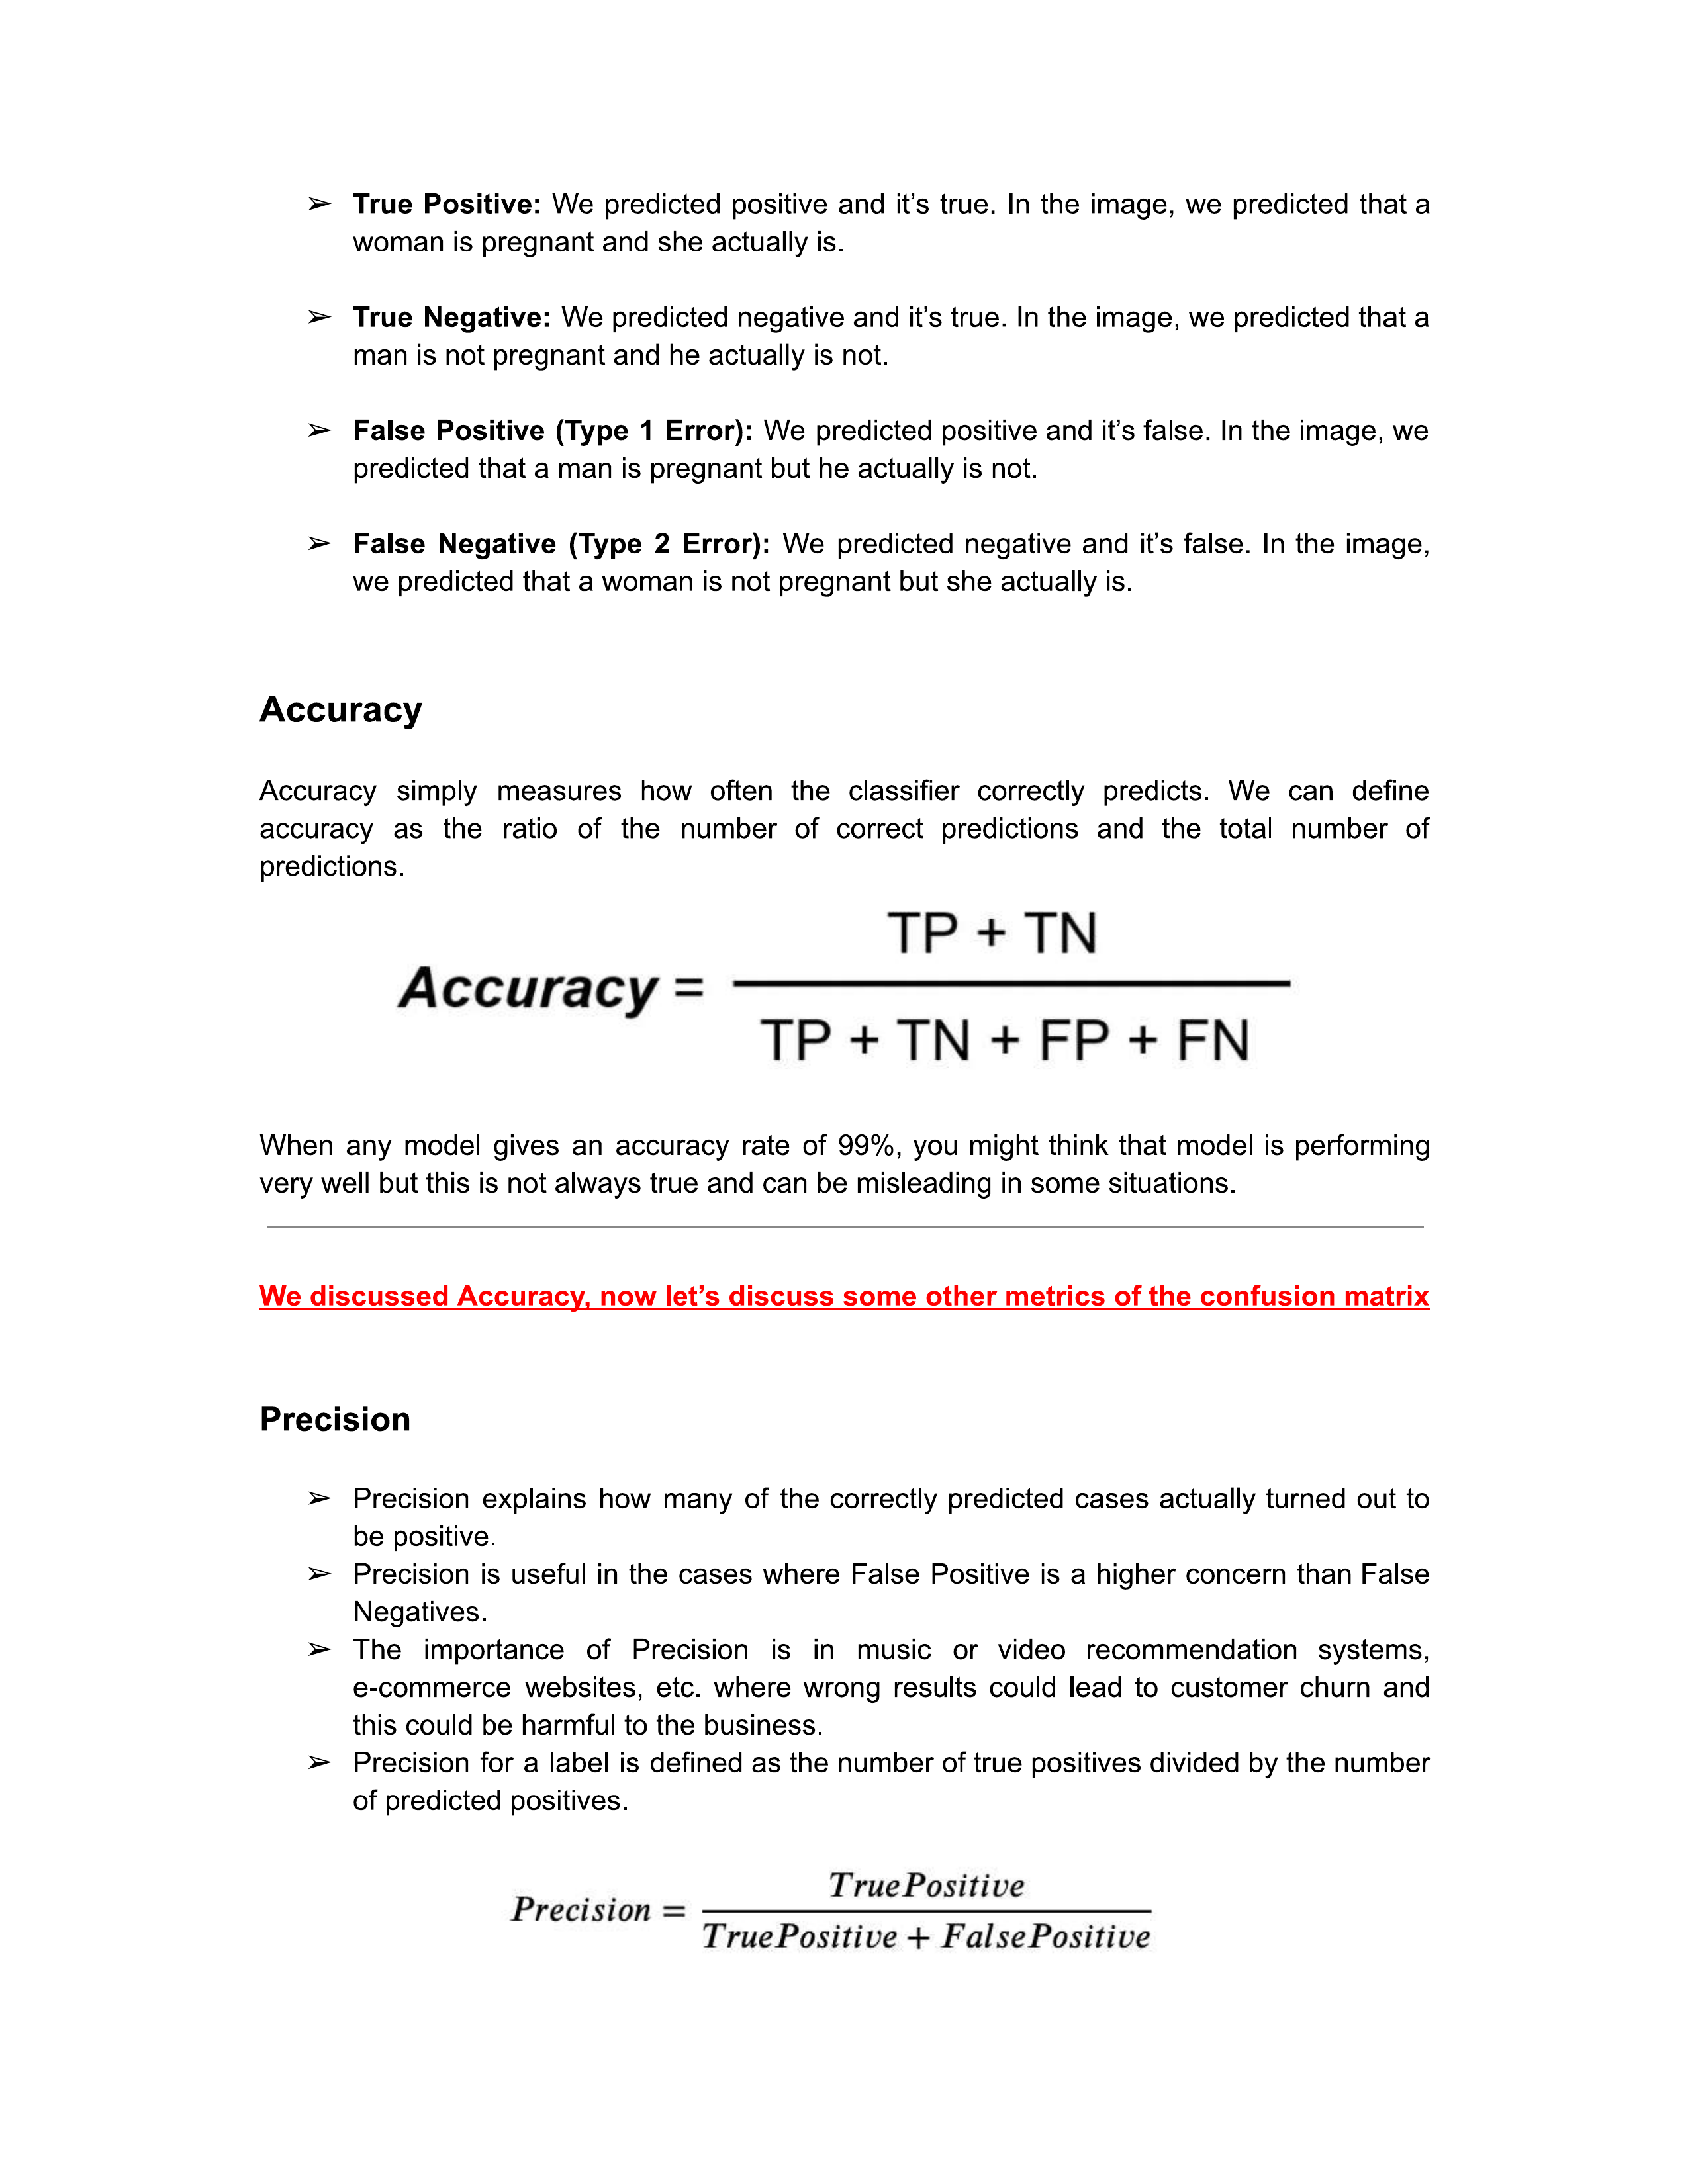 ➢ True Positive: We predicted positive and it’s true. In the image, we predicted that a
woman is pregnant and she actually is.
➢ True Negative: We predicted negative and it’s true. In the image, we predicted that a
man is not pregnant and he actually is not.
➢ False Positive (Type 1 Error): We predicted positive and it’s false. In the image, we
predicted that a man is pregnant but he actually is not.
➢ False Negative (Type 2 Error): We predicted negative and it’s false. In the image,
we predicted that a woman is not pregnant but she actually is.
Accuracy
Accuracy simply measures how often the classifier correctly predicts. We can define
accuracy as the ratio of the number of correct predictions and the total number of
predictions.
TP + TN
Accuracy =
TP + TN + FP + FN
When any model gives an accuracy rate of 99%, you might think that model is performing
very well but this is not always true and can be misleading in some situations.
We discussed Accuracy, now let’s discuss some other metrics of the confusion matrix
Precision
➢ Precision explains how many of the correctly predicted cases actually turned out to
be positive.
➢ Precision is useful in the cases where False Positive is a higher concern than False
Negatives.
➢ The importance of Precision is in music or video recommendation systems,
e-commerce websites, etc. where wrong results could lead to customer churn and
this could be harmful to the business.
➢ Precision for a label is defined as the number of true positives divided by the number
of predicted positives.
TruePositive
Precision =
TruePositive + FalsePositive